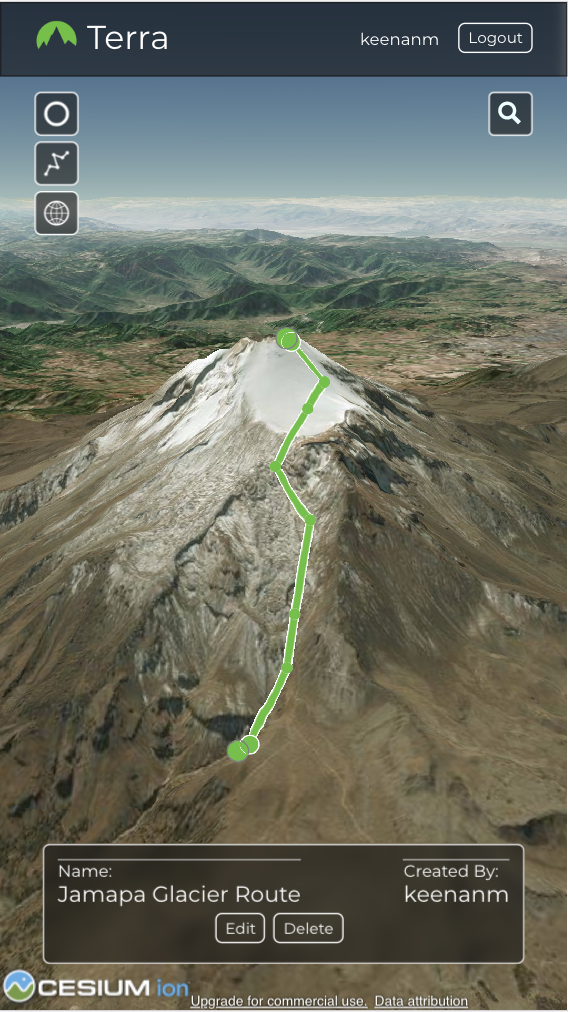 Terra
keenanm Logout
Name:
Jamapa Glacier Route
Created By:
keenanm
Edit Delete
CESIUM ion
Upgrade for commercial use. Data attribution